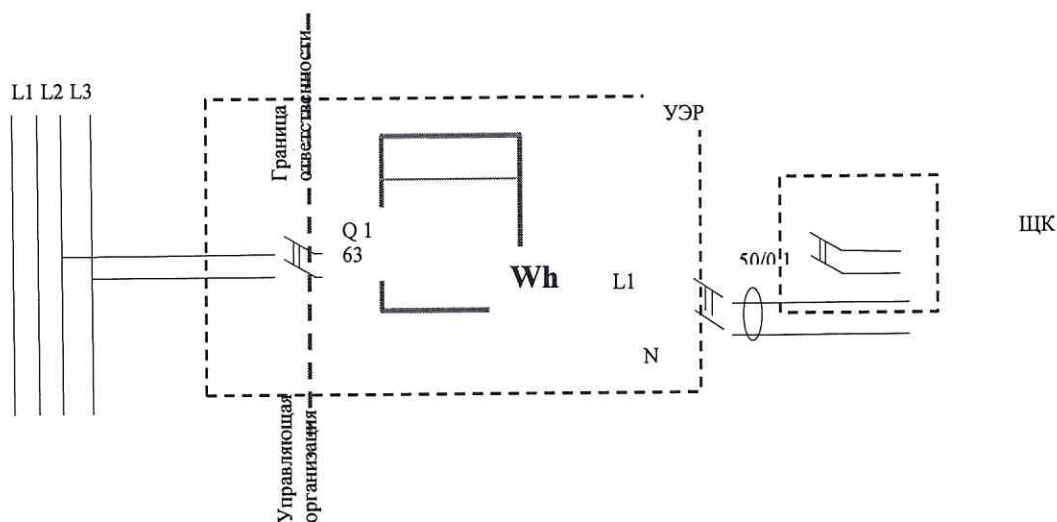 L1 L2 L3
Граница
ответственности
УЭР
ЩК
Q 1
63
50/0,1
Wh
L1
N
Управляющая
организация